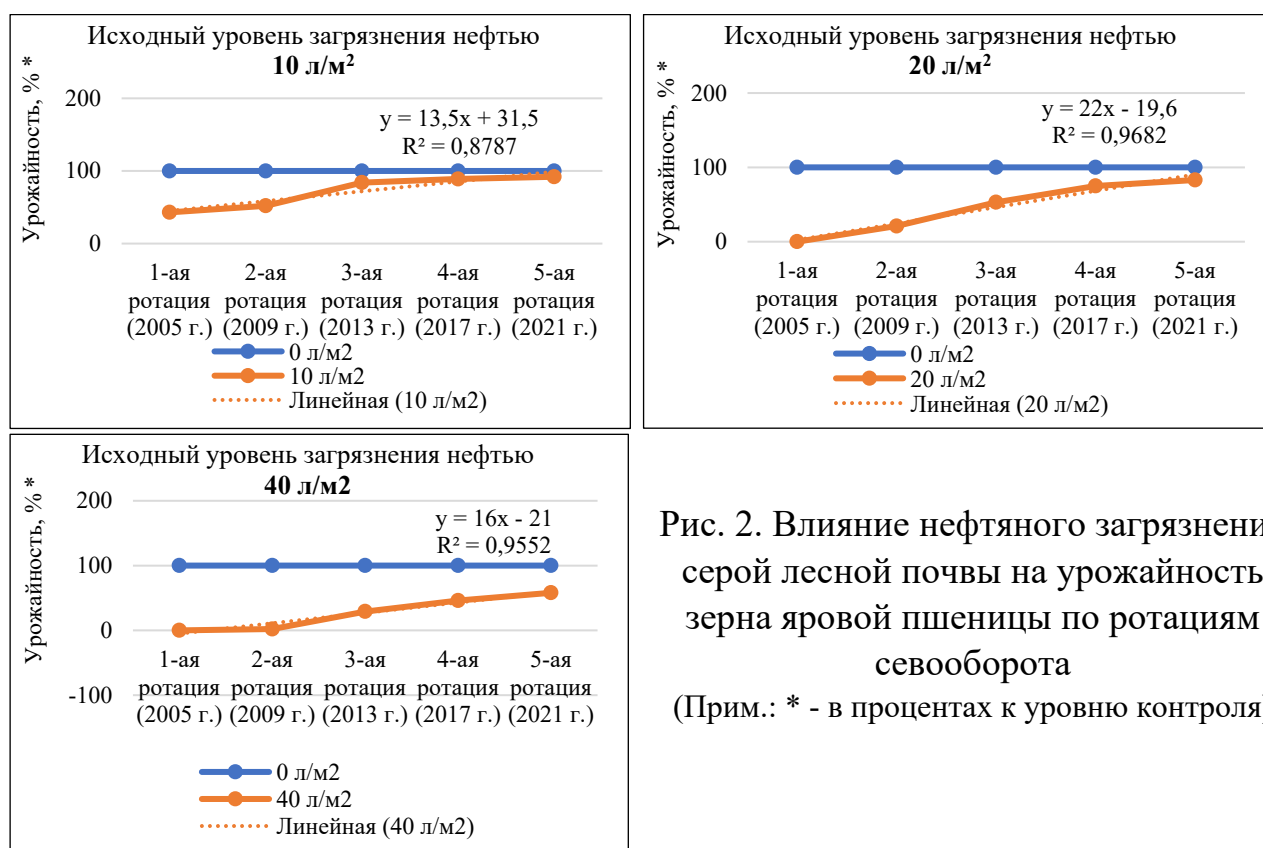 Исходный уровень загрязнения нефтью
10 л/м²
Урожайность, % *
200
100
0
y = 13,5x + 31,5
R² = 0,8787
1-ая 2-ая 3-ая 4-ая 5-ая
ротация ротация ротация ротация ротация
(2005 г.) (2009 г.) (2013 г.) (2017 г.) (2021 г.)
0 л/м2
10 л/м2
Линейная (10 л/м2)
Исходный уровень загрязнения нефтью
20 л/м²
Урожайность, % *
200
100
0
y = 22x - 19,6
R² = 0,9682
1-ая 2-ая 3-ая 4-ая 5-ая
ротация ротация ротация ротация ротация
(2005 г.) (2009 г.) (2013 г.) (2017 г.) (2021 г.)
0 л/м2
20 л/м2
Линейная (20 л/м2)
Исходный уровень загрязнения нефтью
40 л/м2
Урожайность, % *
200
100
0
-100
y = 16x - 21
R² = 0,9552
1-ая 2-ая 3-ая 4-ая 5-ая
ротация ротация ротация ротация ротация
(2005 г.) (2009 г.) (2013 г.) (2017 г.) (2021 г.)
0 л/м2
40 л/м2
Линейная (40 л/м2)
Рис. 2. Влияние нефтяного загрязнени
серой лесной почвы на урожайность
зерна яровой пшеницы по ротациям
севооборота
(Прим.: * - в процентах к уровню контроля)